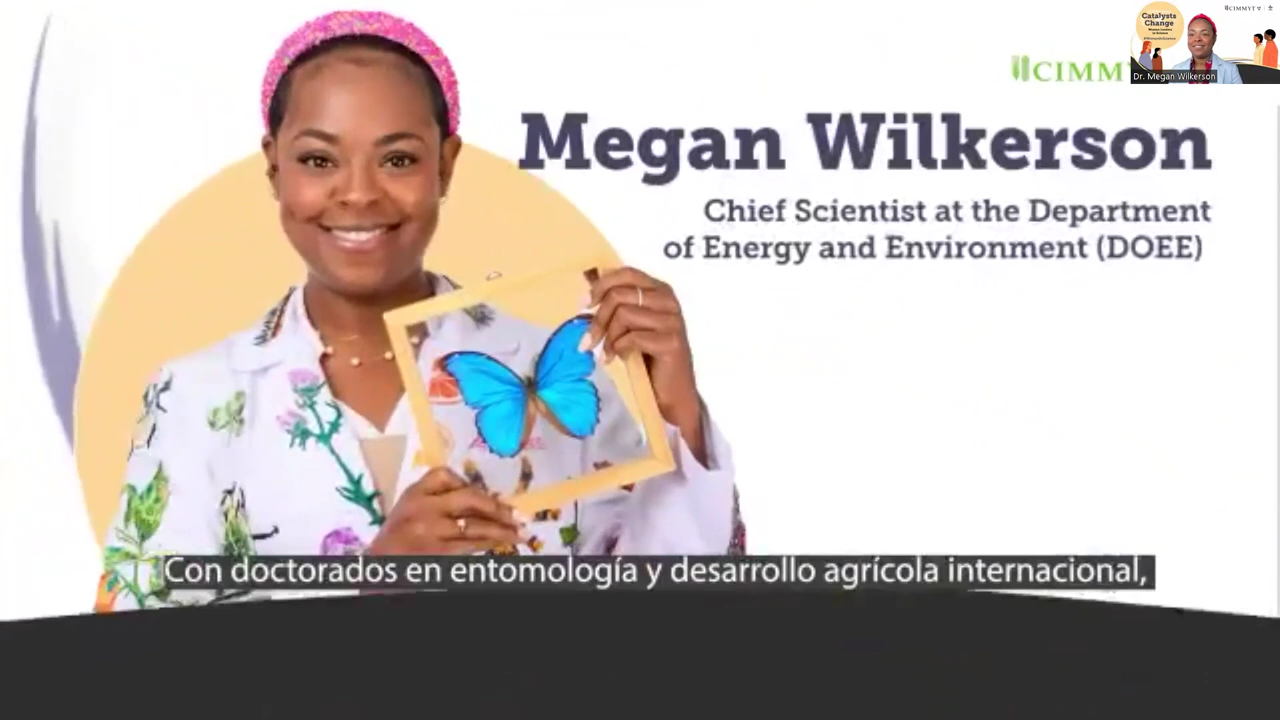 Megan Wilkerson
Chief Scientist at the Department
of Energy and Environment (DOEE)
Con doctorados en entomología y desarrollo agrícola internacional,
Catalysts
Change
Dr. Megan Wilkerson
CIMMYT